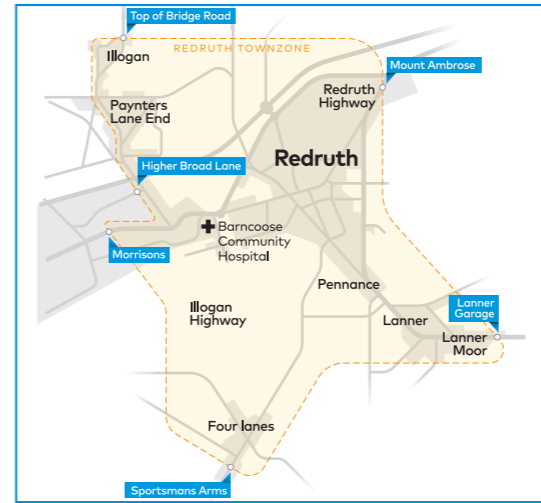 Top of Bridge Road
REDRUTH TOWNZONE
Illogan
Mount Ambrose
Redruth
Highway
Paynters
Lane End
Redruth
Higher Broad Lane
Barncoose
Community
Hospital
Morrisons
Pennance
Illogan
Highway
Lanner
Garage
Lanner
Lanner
Moor
Four lanes
Sportsmans Arms